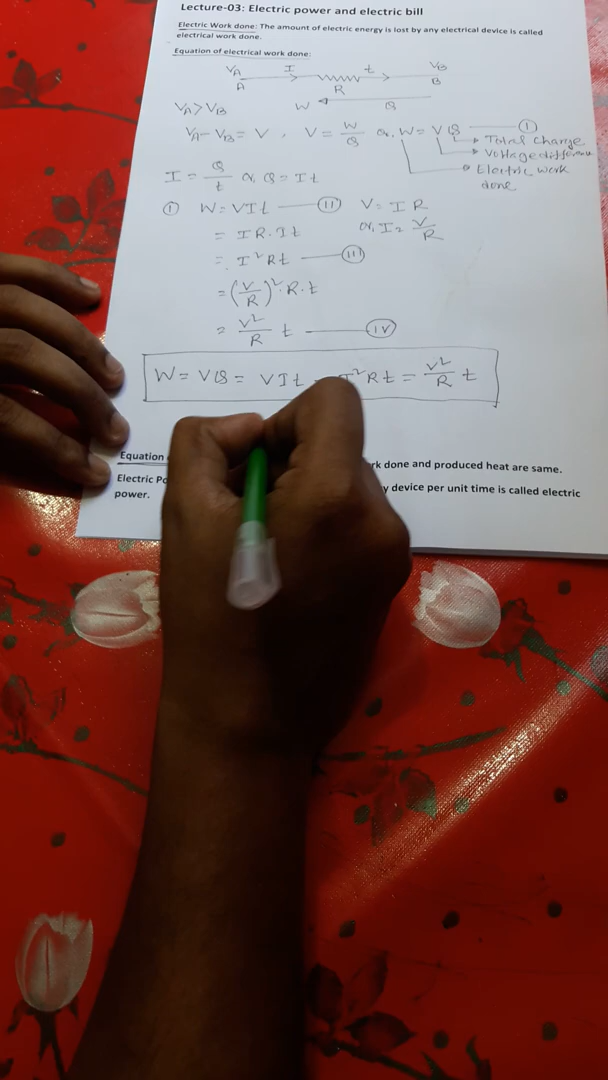 Lecture-03: Electric power and electric bill
Electric Work done: The amount of electric energy is lost by any electrical device is called
electrical work done.
Equation of electrical work done:
VA I t VB
A R B
VA > VB W Q
VA - VB = V , V = W/Q or, W = VQ (I)
Total charge
Voltage difference
Electric work
done
I = Q/t or, Q = It
(I) W = VIt (II) V = IR
= IR.It or, I = V/R
= I²Rt (III)
= (V/R)². R. t
= V²/R t (IV)
W = VQ = VIt = I²Rt = V²/R t
Equation rk done and produced heat are same.
Electric Po y device per unit time is called electric
power.